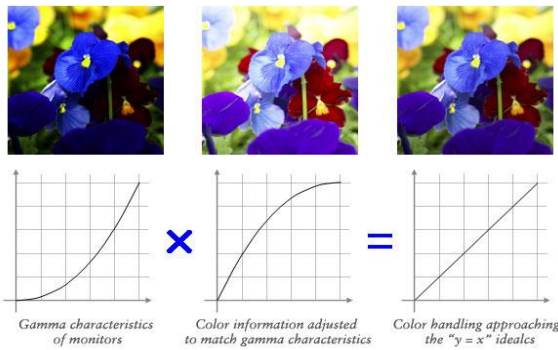 Gamma characteristics
of monitors
Color information adjusted
to match gamma characteristics
Color handling approaching
the “y = x” idealcs